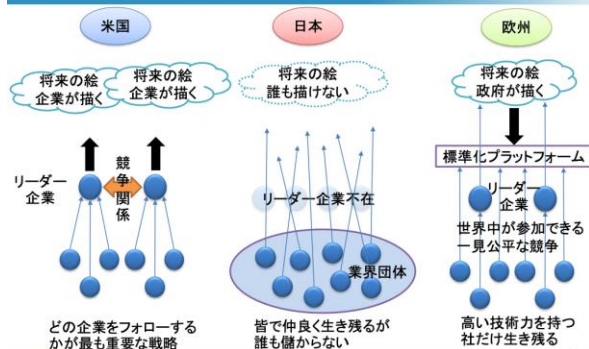 米国
将来の絵
企業が描く
将来の絵
企業が描く
リーダー
企業
競争関係
どの企業をフォローする
かが最も重要な戦略
日本
将来の絵
誰も描けない
リーダー企業不在
業界団体
皆で仲良く生き残るが
誰も儲からない
欧州
将来の絵
政府が描く
標準化プラットフォーム
リーダー
企業
世界中が参加できる
一見公平な競争
高い技術力を持つ
社だけ生き残る